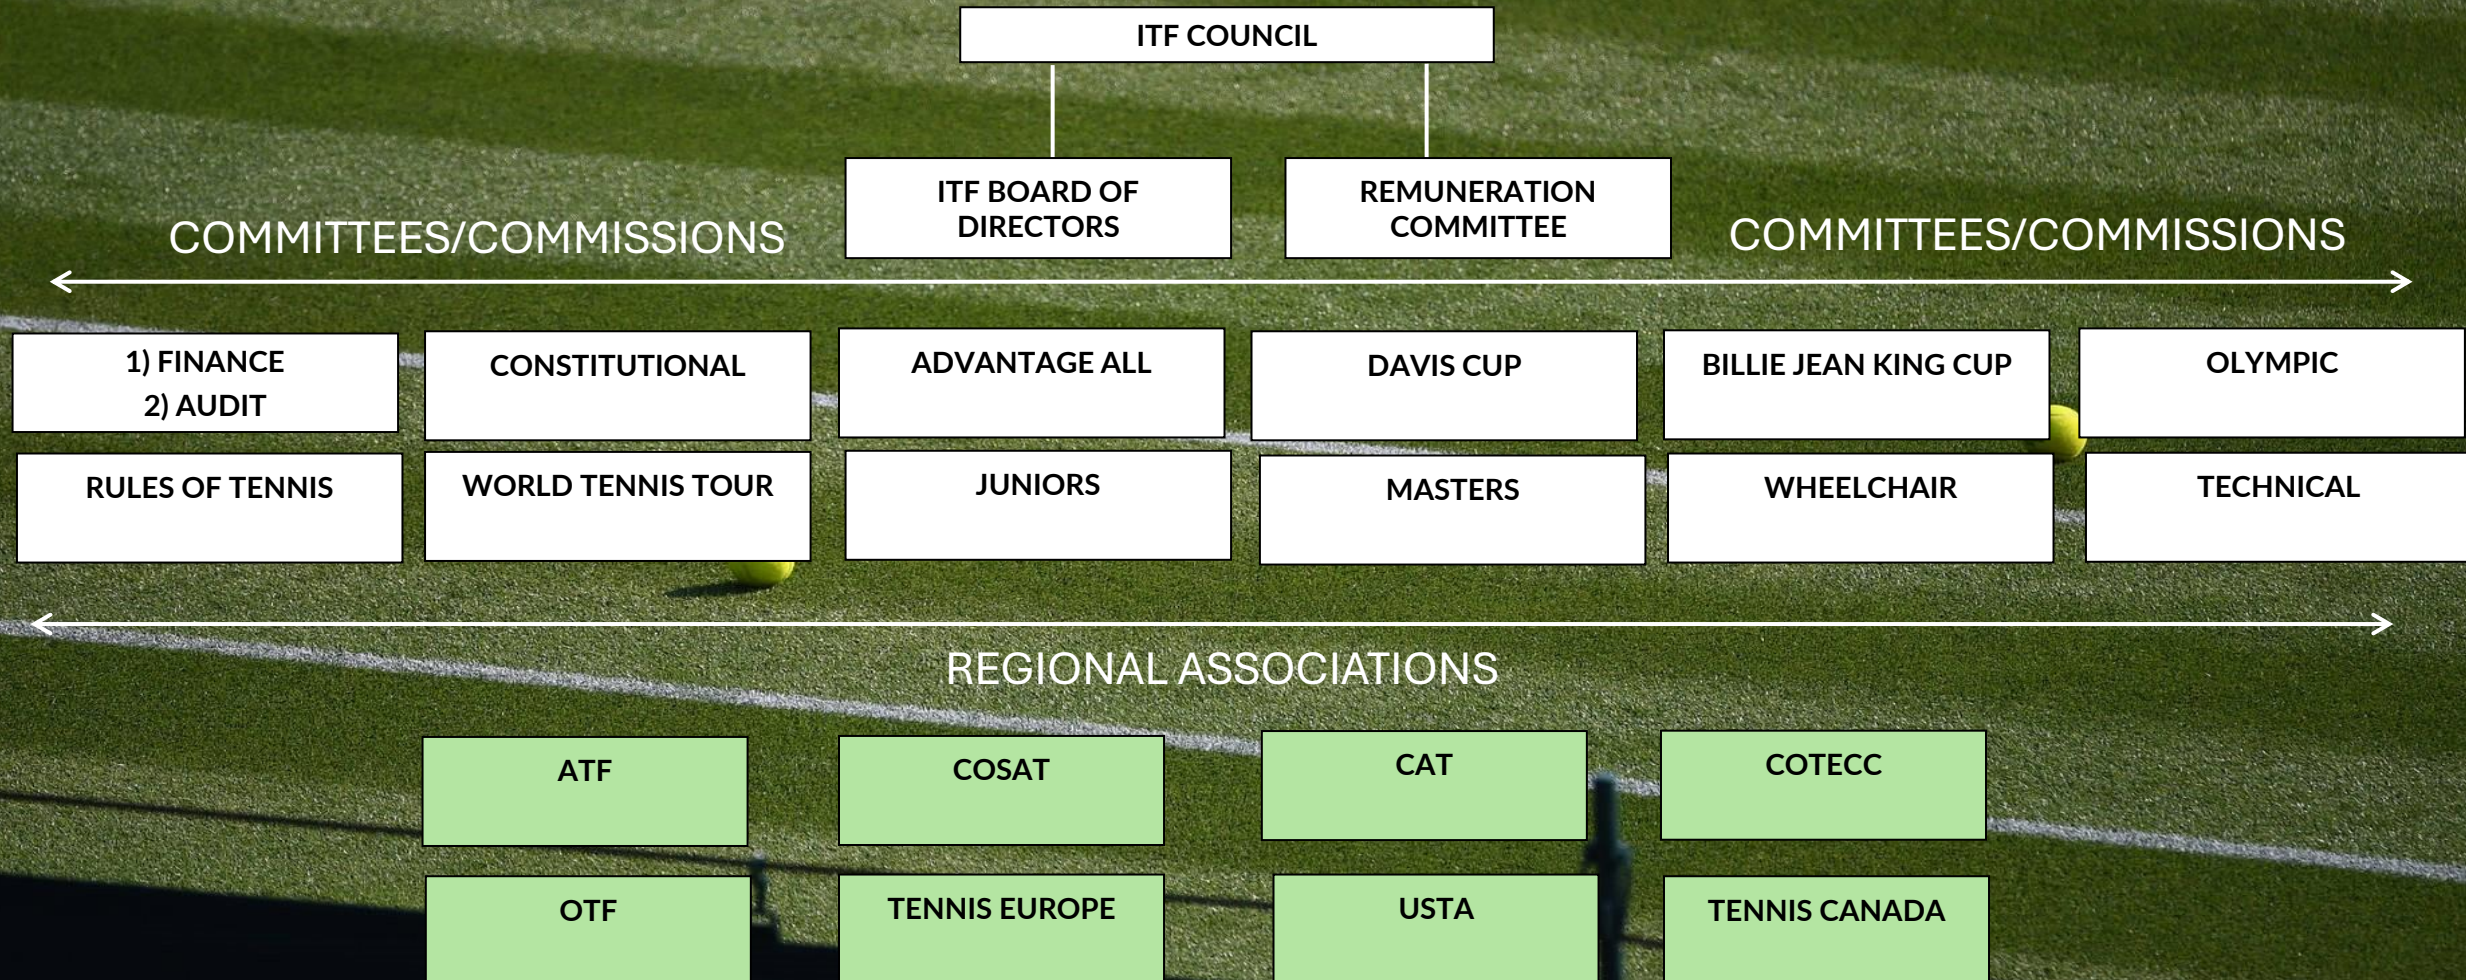 ITF COUNCIL
ITF BOARD OF
DIRECTORS
REMUNERATION
COMMITTEE
COMMITTEES/COMMISSIONS
COMMITTEES/COMMISSIONS
1) FINANCE
2) AUDIT
CONSTITUTIONAL
ADVANTAGE ALL
DAVIS CUP
BILLIE JEAN KING CUP
OLYMPIC
RULES OF TENNIS
WORLD TENNIS TOUR
JUNIORS
MASTERS
WHEELCHAIR
TECHNICAL
REGIONAL ASSOCIATIONS
ATF
COSAT
CAT
COTECC
OTF
TENNIS EUROPE
USTA
TENNIS CANADA